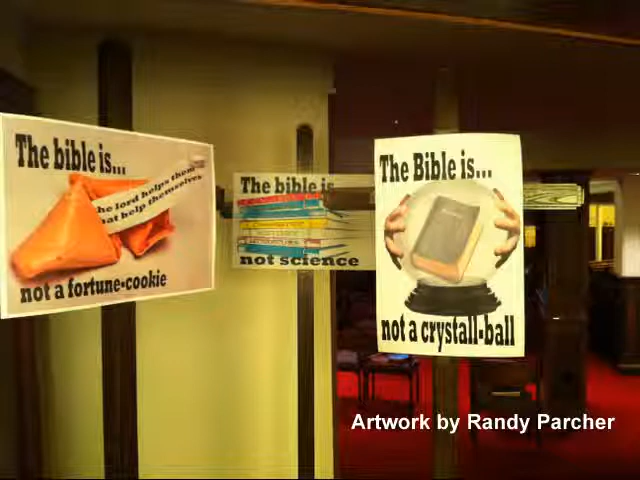 The bible is...
he lord helps them
hat help themselves
not a fortune-cookie
The bible is
not science
The Bible is...
not a crystall-ball
Artwork by Randy Parcher